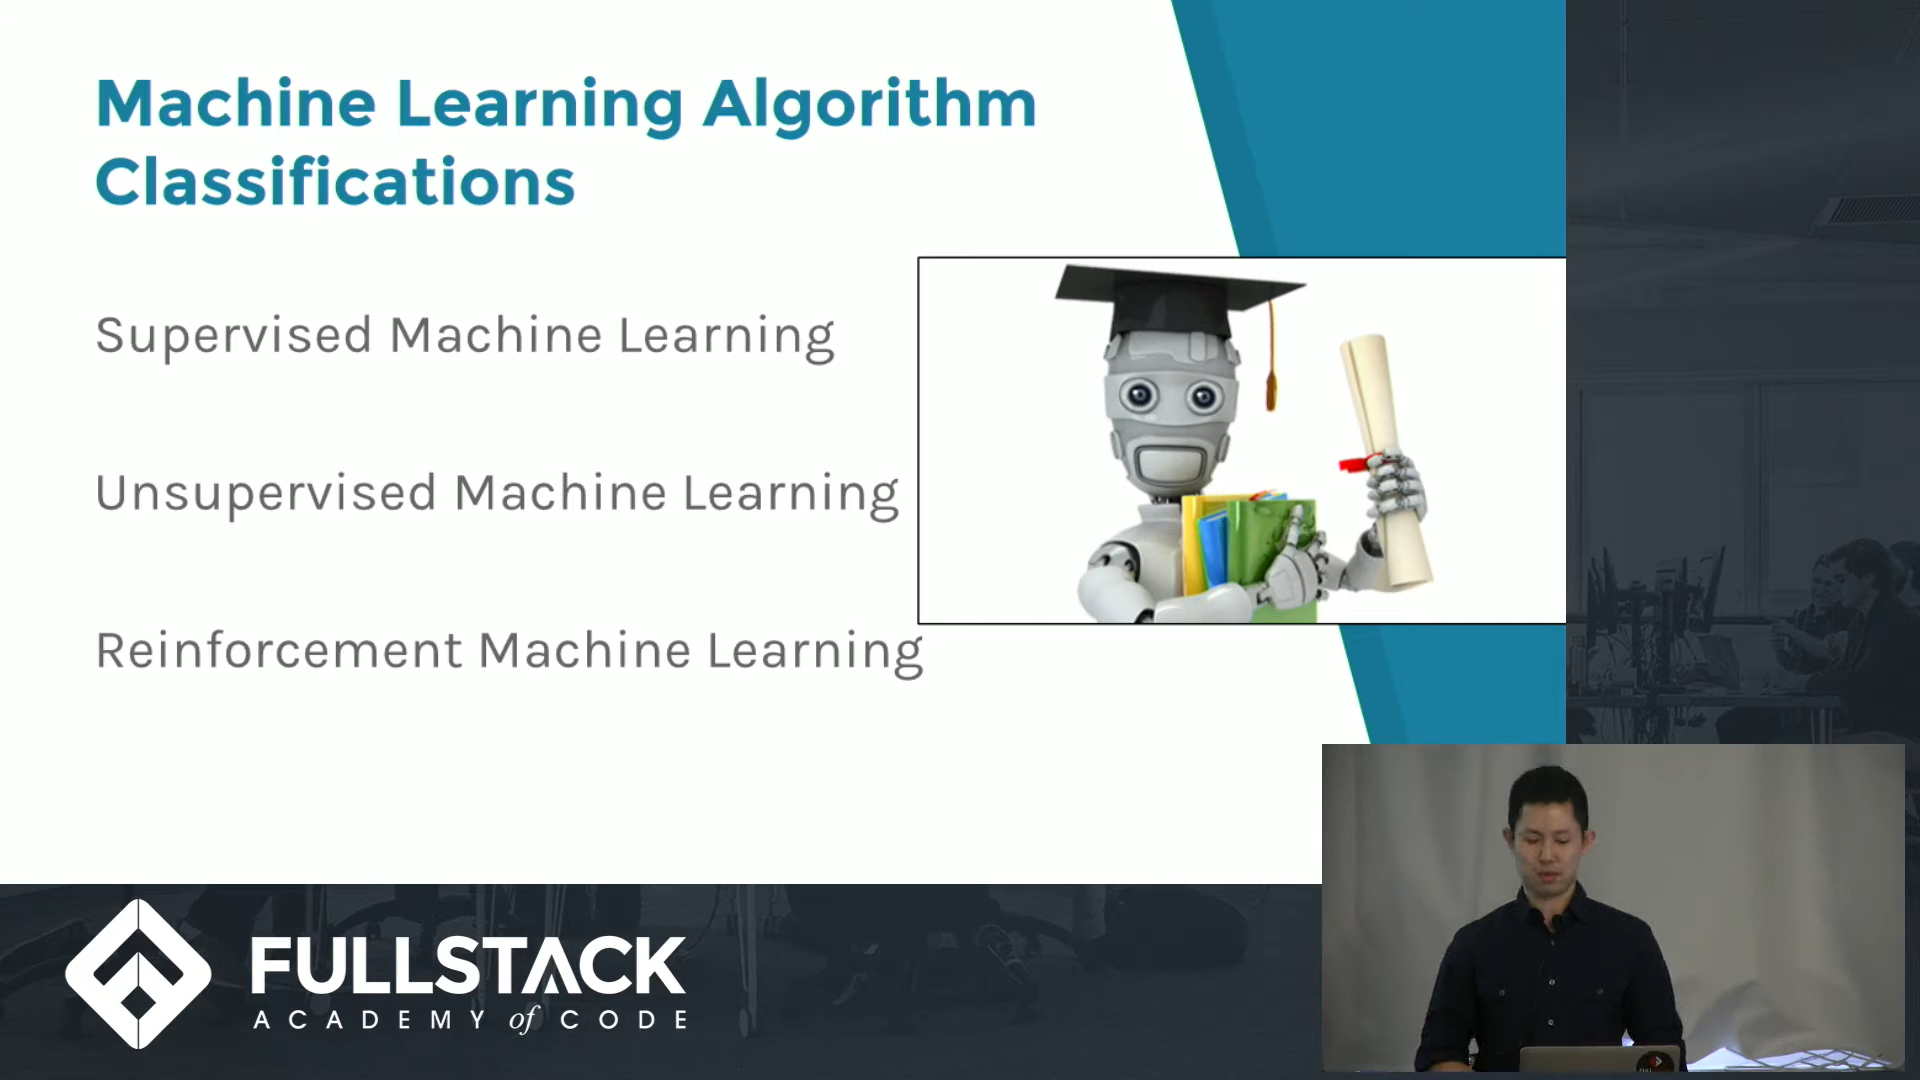 Machine Learning Algorithm
Classifications
Supervised Machine Learning
Unsupervised Machine Learning
Reinforcement Machine Learning
FULLSTACK
ACADEMY of CODE